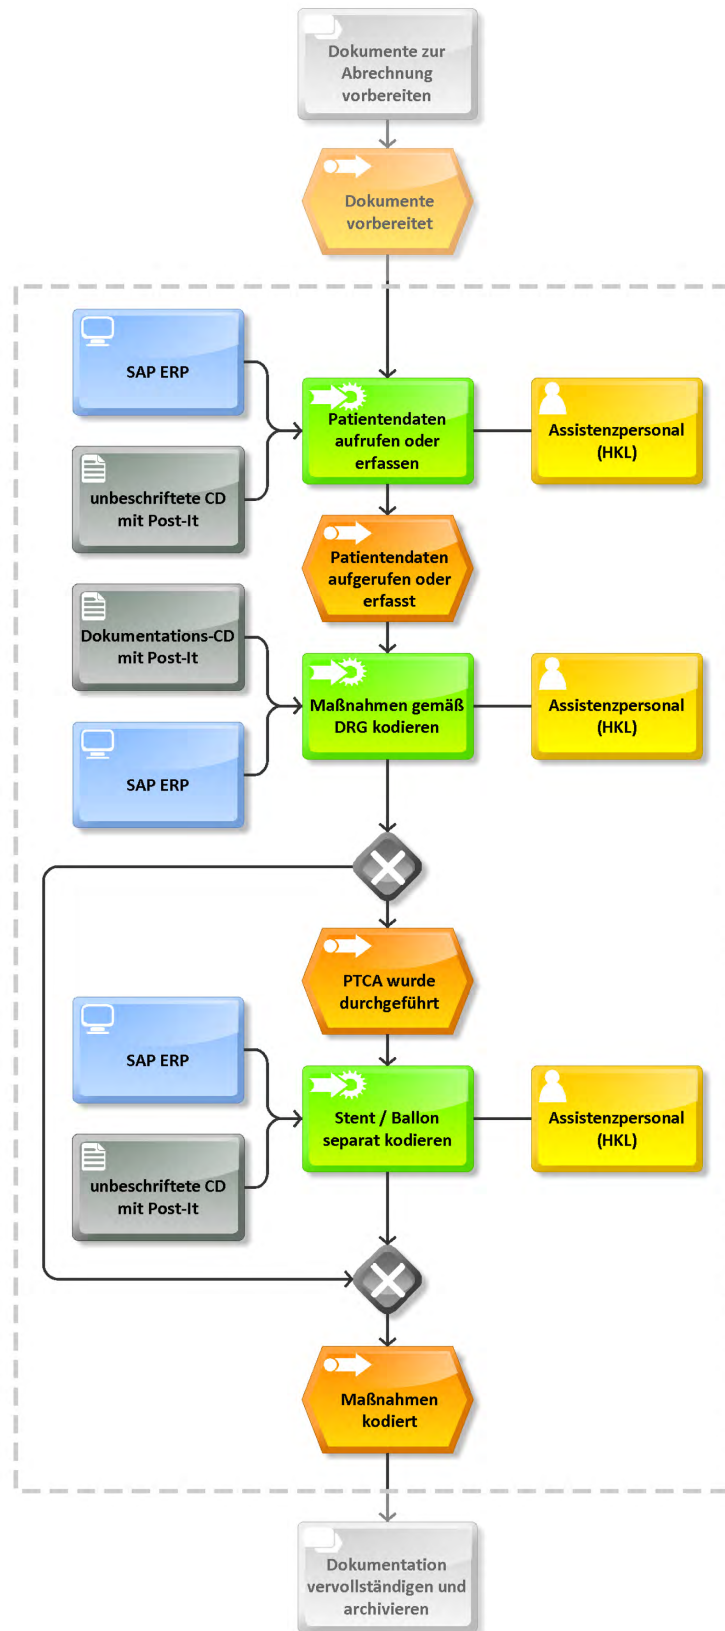 Dokumente zur
Abrechnung
vorbereiten
Dokumente
vorbereitet
SAP ERP
Patientendaten
aufrufen oder
erfassen
Assistenzpersonal
(HKL)
unbeschriftete CD
mit Post-It
Patientendaten
aufgerufen oder
erfasst
Dokumentations-CD
mit Post-It
Maßnahmen gemäß
DRG kodieren
Assistenzpersonal
(HKL)
SAP ERP
PTCA wurde
durchgeführt
SAP ERP
Stent / Ballon
separat kodieren
Assistenzpersonal
(HKL)
unbeschriftete CD
mit Post-It
Maßnahmen
kodiert
Dokumentation
vervollständigen und
archivieren